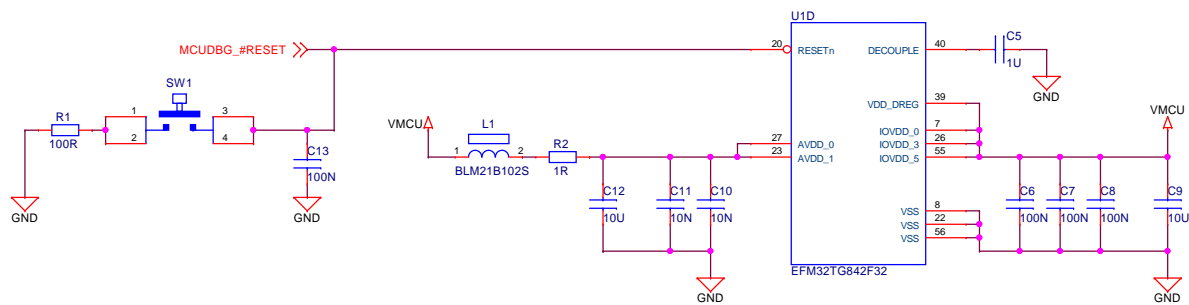 U1D
MCUDBG_#RESET
20
RESETn
DECOUPLE
40
C5
1U
GND
SW1
R1
100R
1
2
3
4
GND
C13
100N
GND
VMCU
L1
1
2
BLM21B102S
R2
1R
27
23
AVDD_0
AVDD_1
VDD_DREG
39
IOVDD_0
7
IOVDD_3
26
IOVDD_5
55
VMCU
C12
10U
C11
10N
C10
10N
GND
VSS
8
VSS
22
VSS
56
C6
100N
C7
100N
C8
100N
C9
10U
GND
EFM32TG842F32